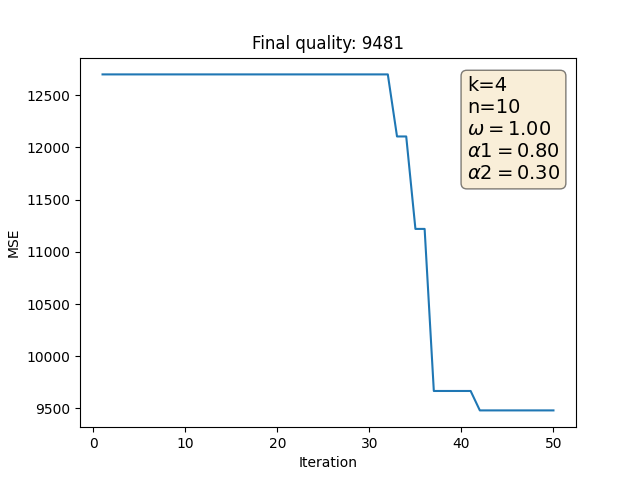 Final quality: 9481
k=4
n=10
ω = 1.00
α1 = 0.80
α2 = 0.30
12500
12000
11500
11000
10500
10000
9500
MSE
0 10 20 30 40 50
Iteration